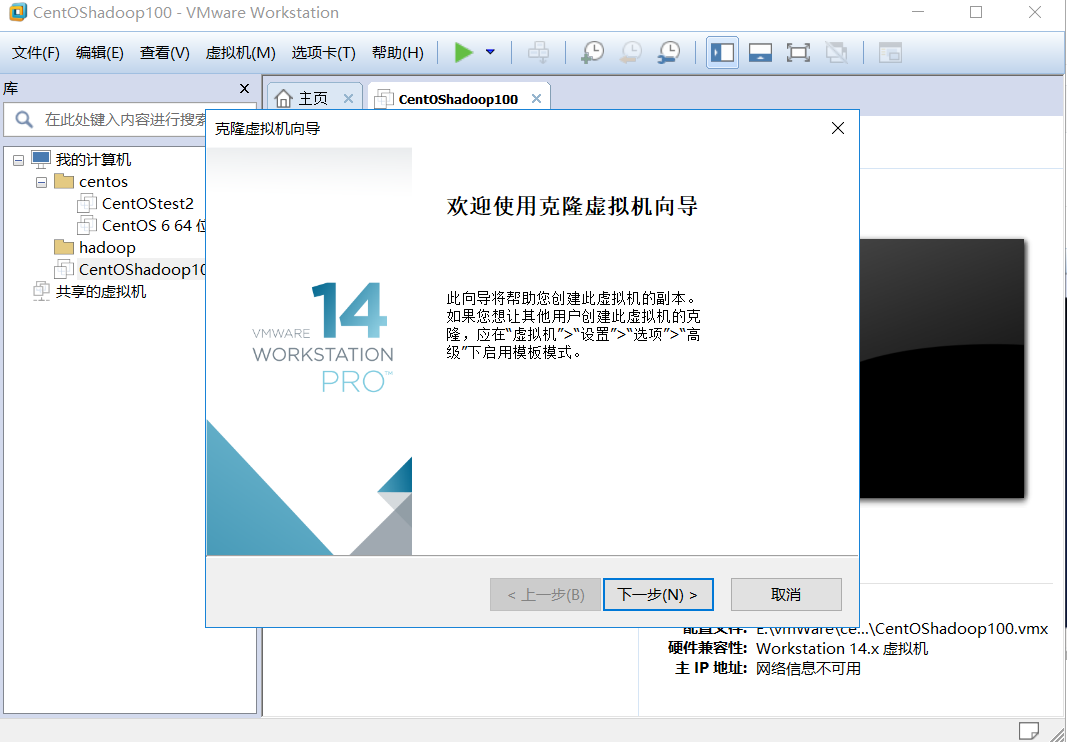 CentOShadoop100 - VMware Workstation
文件(F) 编辑(E) 查看(V) 虚拟机(M) 选项卡(T) 帮助(H)
库
主页
CentOShadoop100
在此处键入内容进行搜索
我的计算机
centos
CentOStest2
CentOS 6 64 位
hadoop
CentOShadoop10
共享的虚拟机
克隆虚拟机向导
14
VMWARE
WORKSTATION
PRO™
欢迎使用克隆虚拟机向导
此向导将帮助您创建此虚拟机的副本。
如果您想让其他用户创建此虚拟机的克
隆，应在“虚拟机”>“设置”>“选项”>“高
级”下启用模板模式。
< 上一步(B)
下一步(N) >
取消
配置文件: E:\vmWare\ce...\CentOShadoop100.vmx
硬件兼容性: Workstation 14.x 虚拟机
主 IP 地址: 网络信息不可用